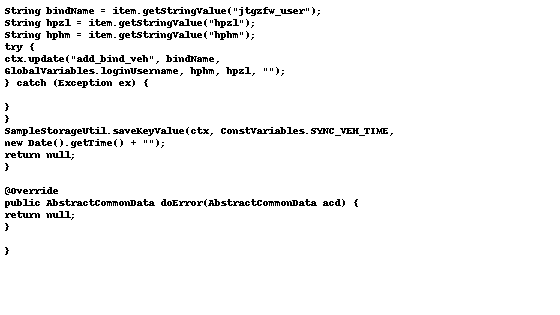 String bindName = item.getStringValue("jtgzfw_user");
String hpzl = item.getStringValue("hpzl");
String hphm = item.getStringValue("hphm");
try {
ctx.update("add_bind_veh", bindName,
GlobalVariables.loginUsername, hphm, hpzl, "");
} catch (Exception ex) {

}
}
SampleStorageUtil.saveKeyValue(ctx, ConstVariables.SYNC_VEH_TIME,
new Date().getTime() + "");
return null;
}

@Override
public AbstractCommonData doError(AbstractCommonData acd) {
return null;
}

}